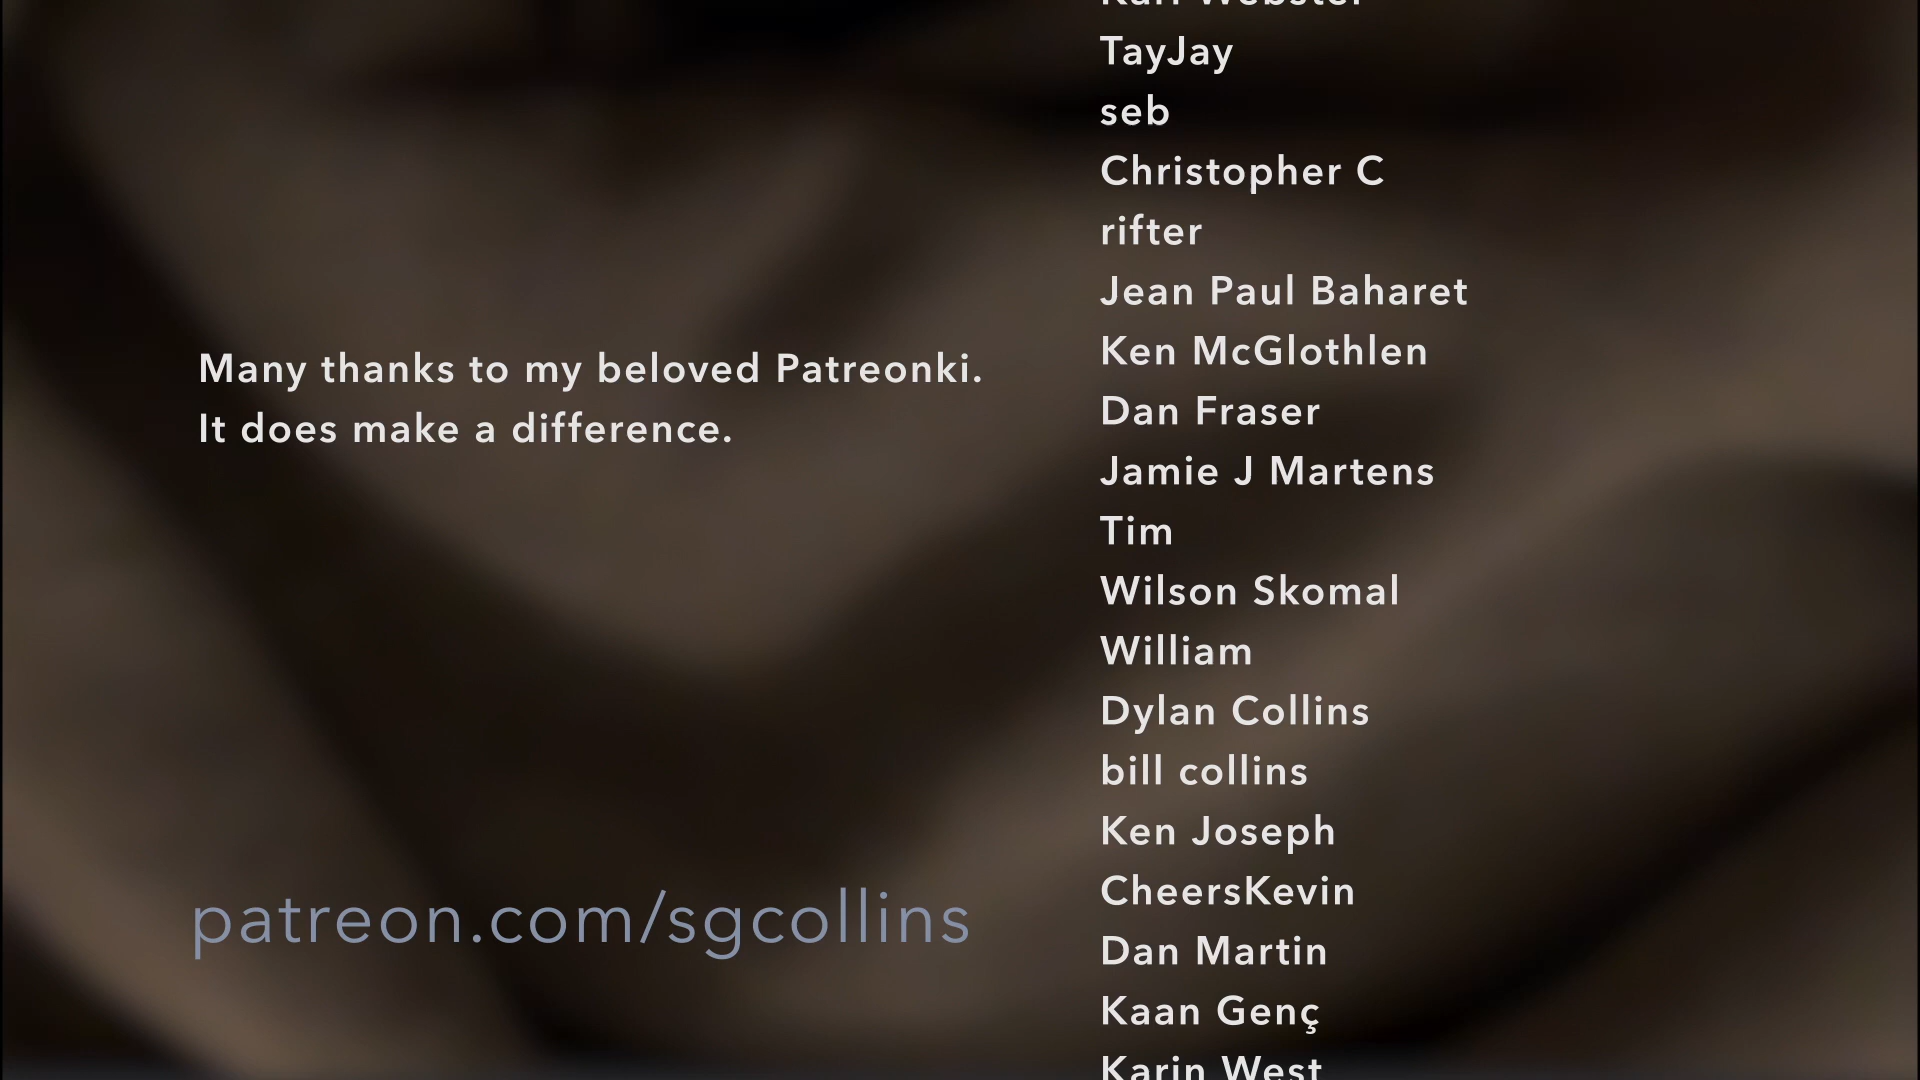 Many thanks to my beloved Patreonki.
It does make a difference.
patreon.com/sgcollins
TayJay
seb
Christopher C
rifter
Jean Paul Baharet
Ken McGlothlen
Dan Fraser
Jamie J Martens
Tim
Wilson Skomal
William
Dylan Collins
bill collins
Ken Joseph
CheersKevin
Dan Martin
Kaan Genç
Karin West